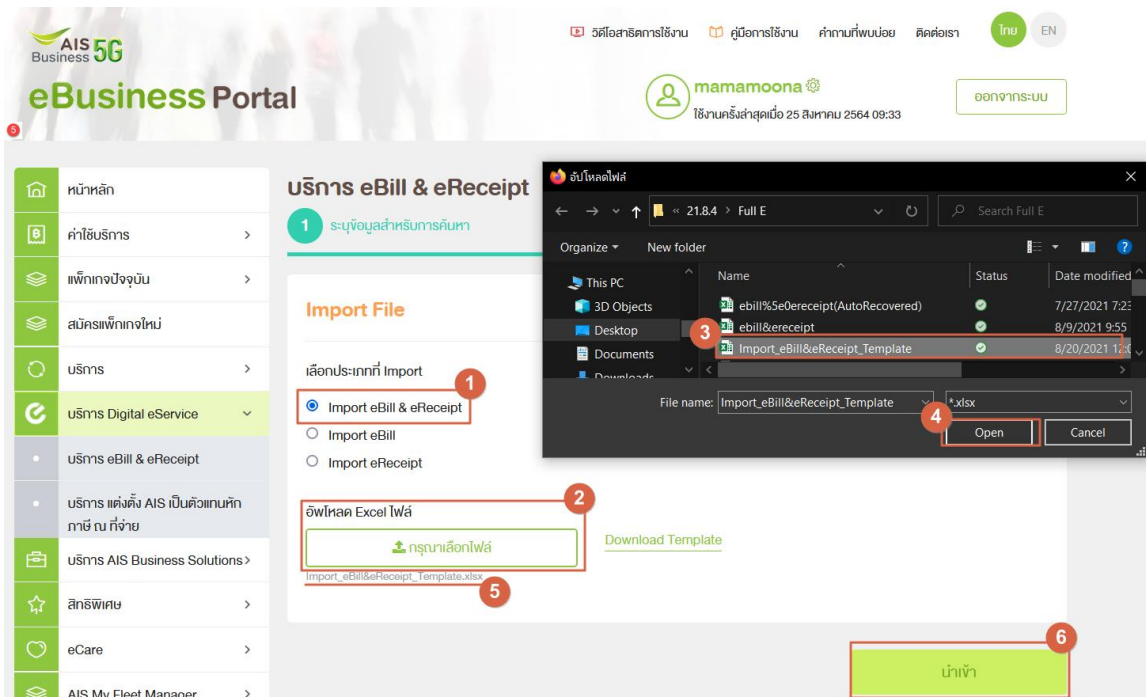 วิดีโอสาธิตการใช้งาน คู่มือการใช้งาน คำถามที่พบบ่อย ติดต่อเรา ไทย EN
AIS 5G
Business
eBusiness Portal
mamamoona
ใช้งานครั้งล่าสุดเมื่อ 25 สิงหาคม 2564 09:33
ออกจากระบบ
5
หน้าหลัก
ค่าใช้บริการ
แพ็กเกจปัจจุบัน
สมัครแพ็กเกจใหม่
บริการ
บริการ Digital eService
บริการ eBill & eReceipt
บริการ แต่งตั้ง AIS เป็นตัวแทนหัก
ภาษี ณ ที่จ่าย
บริการ AIS Business Solutions
สิทธิพิเศษ
eCare
AIS My Fleet Manager
บริการ eBill & eReceipt
1 ระบุข้อมูลสำหรับการค้นหา
Import File
เลือกประเภทที่ Import
1
Import eBill & eReceipt
Import eBill
Import eReceipt
2
อัพโหลด Excel ไฟล์
กรุณาเลือกไฟล์
Download Template
Import_eBill&eReceipt_Template.xlsx
5
6
นำเข้า
อัปโหลดไฟล์
« 21.8.4 > Full E
Search Full E
Organize New folder
This PC
3D Objects
Desktop
Documents
Downloads
Name Status Date modified
ebill%5e0ereceipt(AutoRecovered) 7/27/2021 7:23
ebill&ereceipt 8/9/2021 9:55
3 Import_eBill&eReceipt_Template 8/20/2021 12:0
File name: Import_eBill&eReceipt_Template *.xlsx
4
Open Cancel